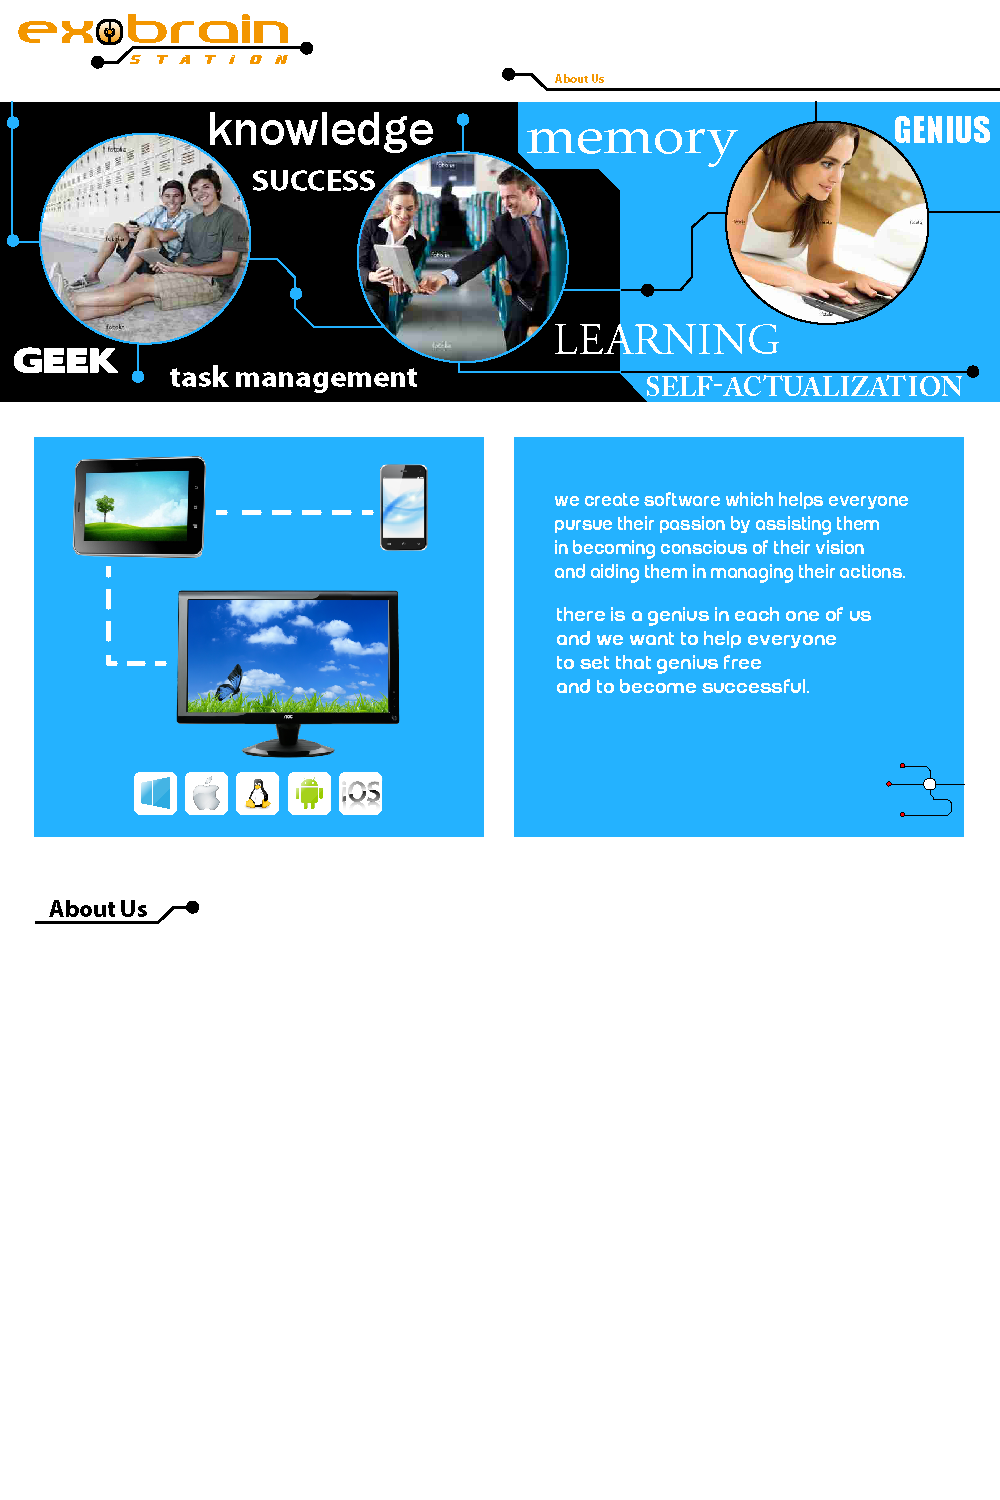 exobrain
STATION
About Us
knowledge
memory
GENIUS
SUCCESS
LEARNING
GEEK
task management
SELF-ACTUALIZATION
we create software which helps everyone
pursue their passion by assisting them
in becoming conscious of their vision
and aiding them in managing their actions.
there is a genius in each one of us
and we want to help everyone
to set that genius free
and to become successful.
AOC
iOS
About Us